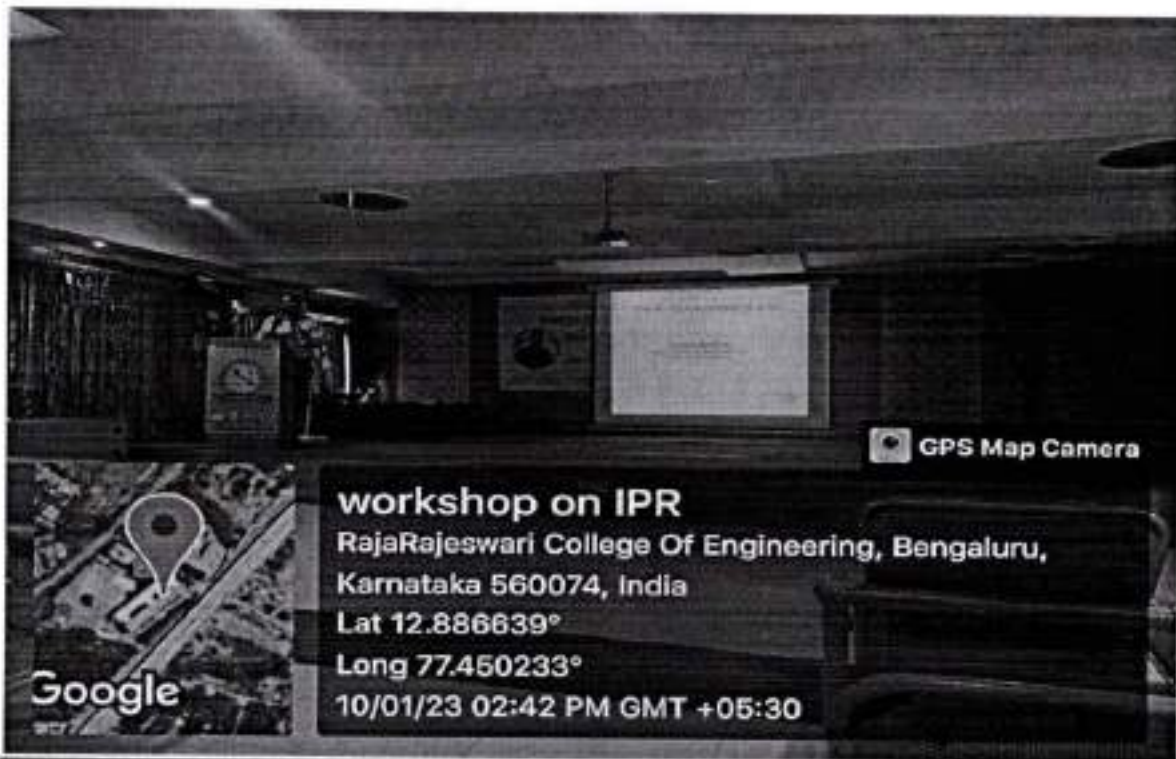 GPS Map Camera
workshop on IPR
RajaRajeswari College Of Engineering, Bengaluru,
Karnataka 560074, India
Lat 12.886639°
Long 77.450233°
10/01/23 02:42 PM GMT +05:30
Google